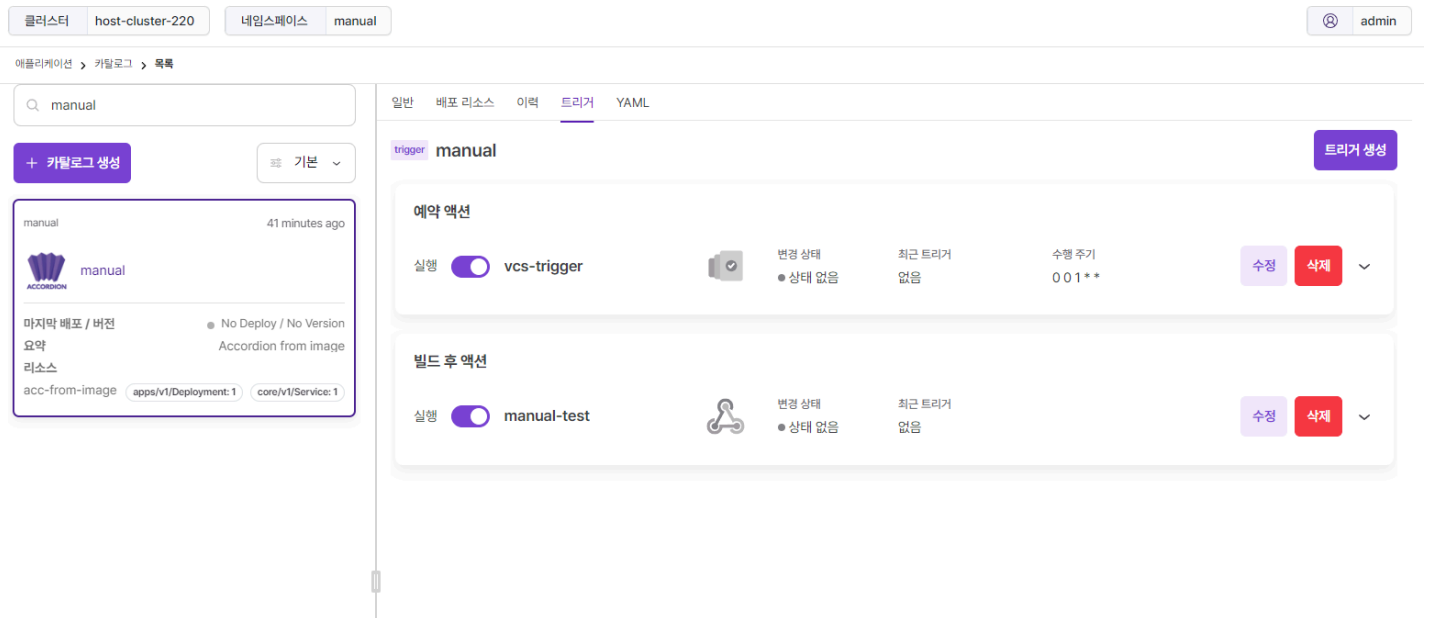 클러스터 host-cluster-220 네임스페이스 manual admin
애플리케이션 > 카탈로그 > 목록
manual
+ 카탈로그 생성 기본
manual 41 minutes ago
ACCORDION manual
마지막 배포 / 버전 No Deploy / No Version
요약 Accordion from image
리소스
acc-from-image apps/v1/Deployment: 1 core/v1/Service: 1
일반 배포 리소스 이력 트리거 YAML
trigger manual 트리거 생성
예약 액션
실행 vcs-trigger
변경 상태 최근 트리거 수행 주기
상태 없음 없음 0 0 1 * *
수정 삭제
빌드 후 액션
실행 manual-test
변경 상태 최근 트리거
상태 없음 없음
수정 삭제